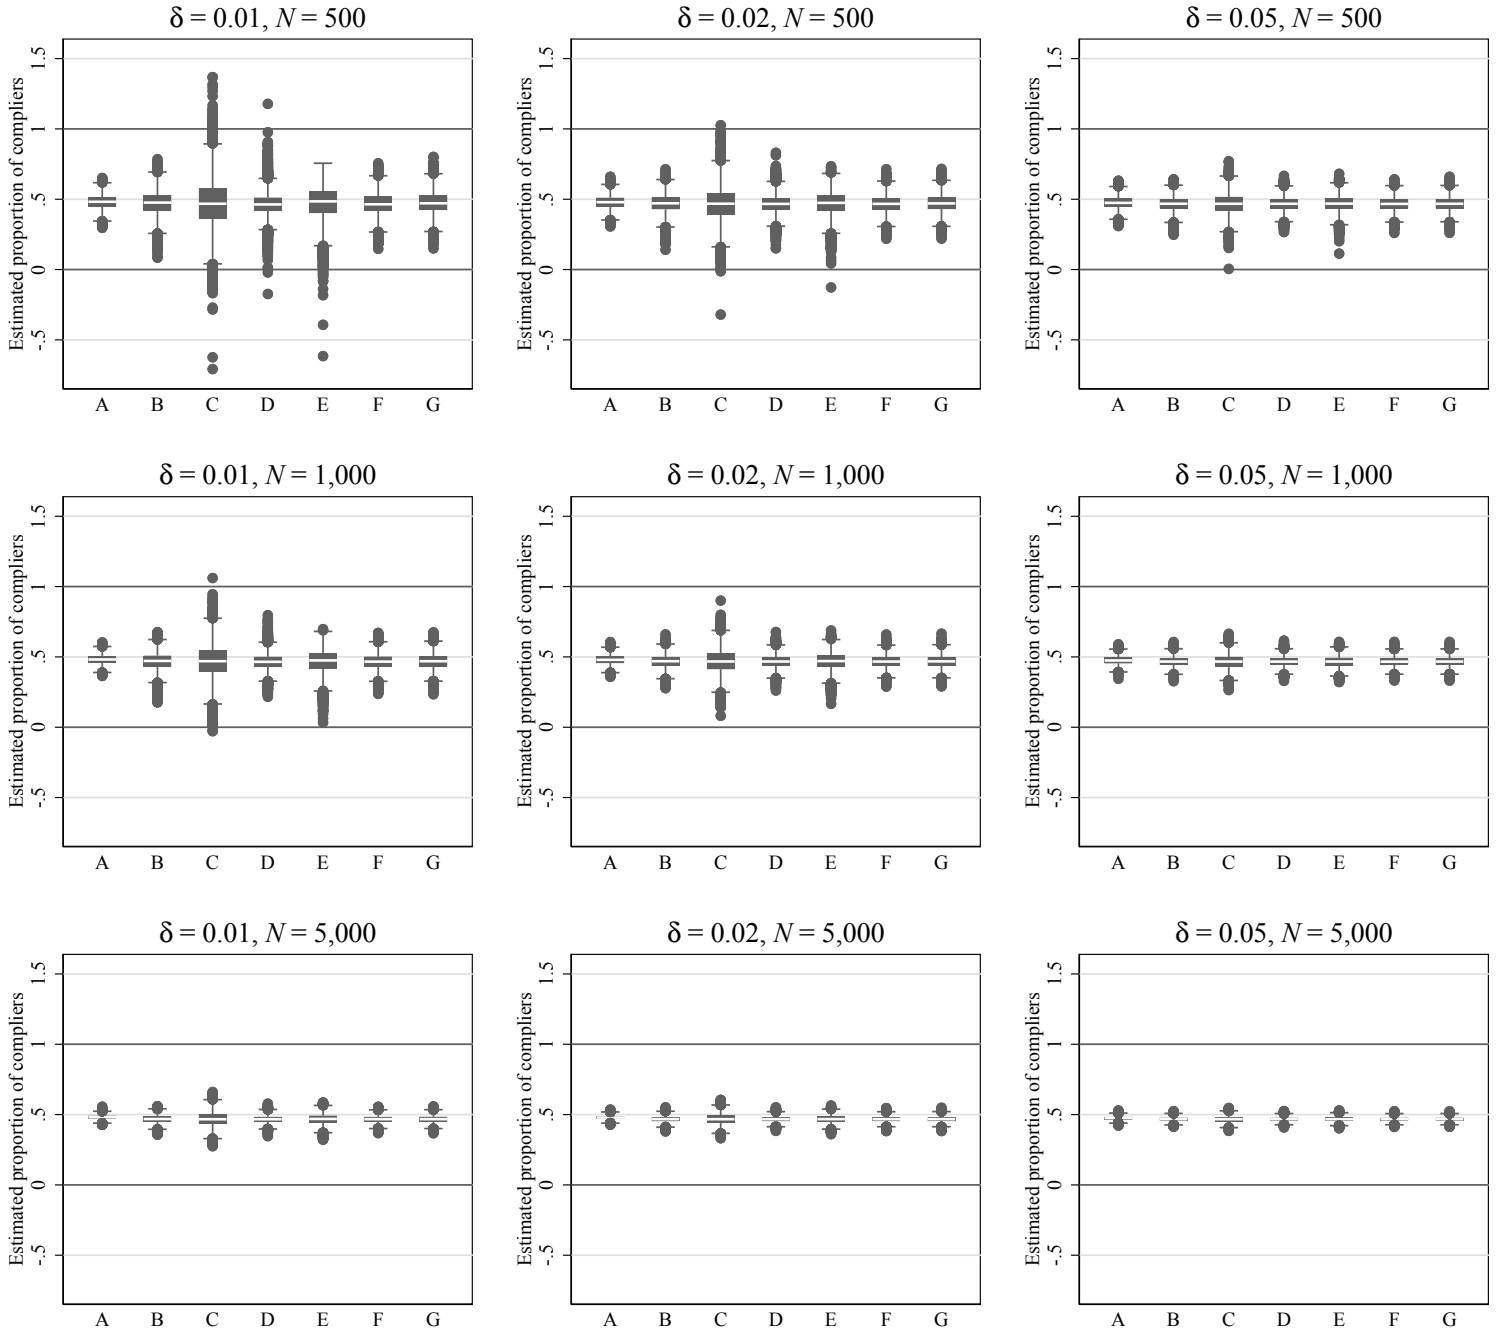 δ = 0.01, N = 500
δ = 0.02, N = 500
δ = 0.05, N = 500
Estimated proportion of compliers
1.5
1
.5
0
-.5
A B C D E F G
Estimated proportion of compliers
1.5
1
.5
0
-.5
A B C D E F G
Estimated proportion of compliers
1.5
1
.5
0
-.5
A B C D E F G
δ = 0.01, N = 1,000
δ = 0.02, N = 1,000
δ = 0.05, N = 1,000
Estimated proportion of compliers
1.5
1
.5
0
-.5
A B C D E F G
Estimated proportion of compliers
1.5
1
.5
0
-.5
A B C D E F G
Estimated proportion of compliers
1.5
1
.5
0
-.5
A B C D E F G
δ = 0.01, N = 5,000
δ = 0.02, N = 5,000
δ = 0.05, N = 5,000
Estimated proportion of compliers
1.5
1
.5
0
-.5
A B C D E F G
Estimated proportion of compliers
1.5
1
.5
0
-.5
A B C D E F G
Estimated proportion of compliers
1.5
1
.5
0
-.5
A B C D E F G